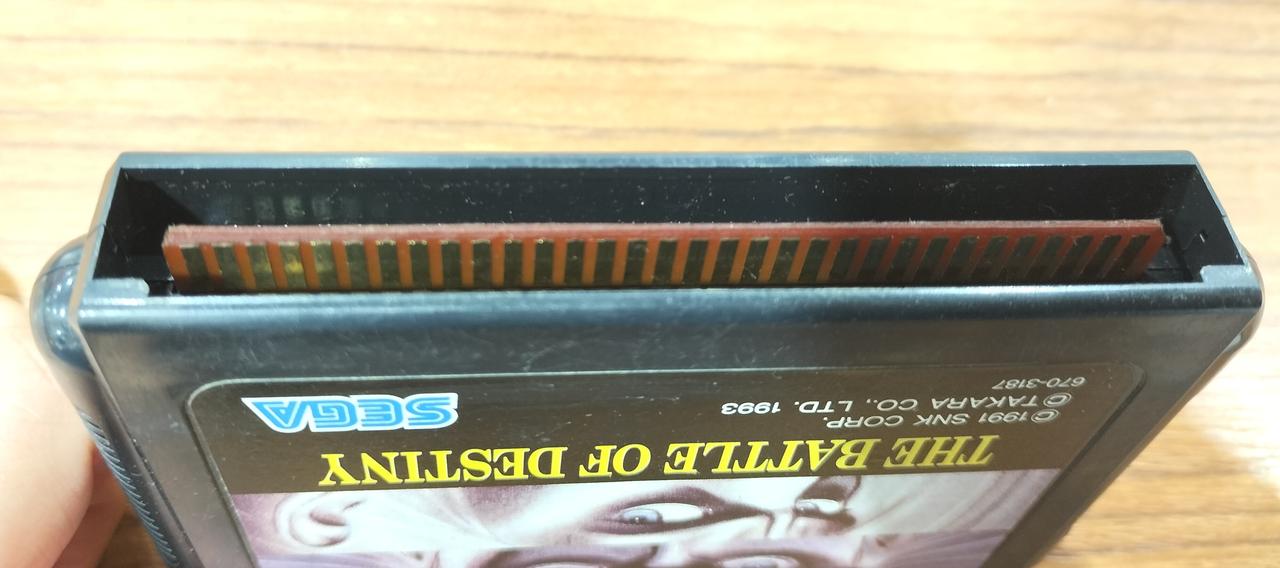 THE BATTLE OF DESTINY
©1991 SNK CORP.
©TAKARA CO., LTD. 1993
670-3187
SEGA